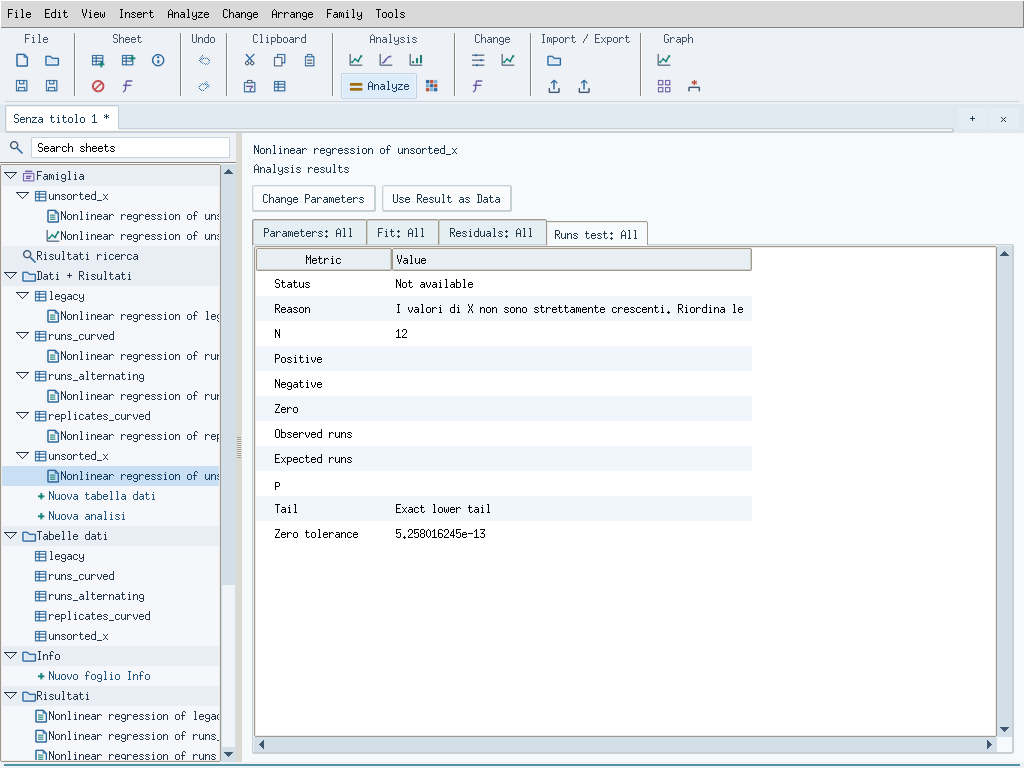 File Edit View Insert Analyze Change Arrange Family Tools
File Sheet Undo Clipboard Analysis Change Import / Export Graph
Analyze
Senza titolo 1 *
+ ×
Search sheets
Famiglia
unsorted_x
Nonlinear regression of uns
Nonlinear regression of uns
Risultati ricerca
Dati + Risultati
legacy
Nonlinear regression of leg
runs_curved
Nonlinear regression of run
runs_alternating
Nonlinear regression of run
replicates_curved
Nonlinear regression of rep
unsorted_x
Nonlinear regression of uns
+ Nuova tabella dati
+ Nuova analisi
Tabelle dati
legacy
runs_curved
runs_alternating
replicates_curved
unsorted_x
Info
+ Nuovo foglio Info
Risultati
Nonlinear regression of legac
Nonlinear regression of runs_
Nonlinear regression of runs_
Nonlinear regression of unsorted_x
Analysis results
Change Parameters Use Result as Data
Parameters: All Fit: All Residuals: All Runs test: All
Metric Value
Status Not available
Reason I valori di X non sono strettamente crescenti. Riordina le
N 12
Positive
Negative
Zero
Observed runs
Expected runs
P
Tail Exact lower tail
Zero tolerance 5.258016245e-13